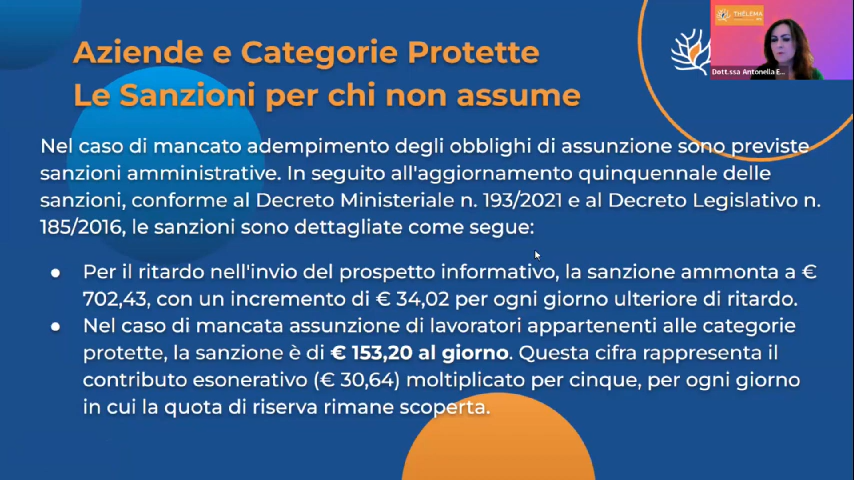 THELEMA
Dott.ssa Antonella E...
Aziende e Categorie Protette
Le Sanzioni per chi non assume
Nel caso di mancato adempimento degli obblighi di assunzione sono previste
sanzioni amministrative. In seguito all'aggiornamento quinquennale delle
sanzioni, conforme al Decreto Ministeriale n. 193/2021 e al Decreto Legislativo n.
185/2016, le sanzioni sono dettagliate come segue:
● Per il ritardo nell'invio del prospetto informativo, la sanzione ammonta a €
702,43, con un incremento di € 34,02 per ogni giorno ulteriore di ritardo.
● Nel caso di mancata assunzione di lavoratori appartenenti alle categorie
protette, la sanzione è di € 153,20 al giorno. Questa cifra rappresenta il
contributo esonerativo (€ 30,64) moltiplicato per cinque, per ogni giorno
in cui la quota di riserva rimane scoperta.